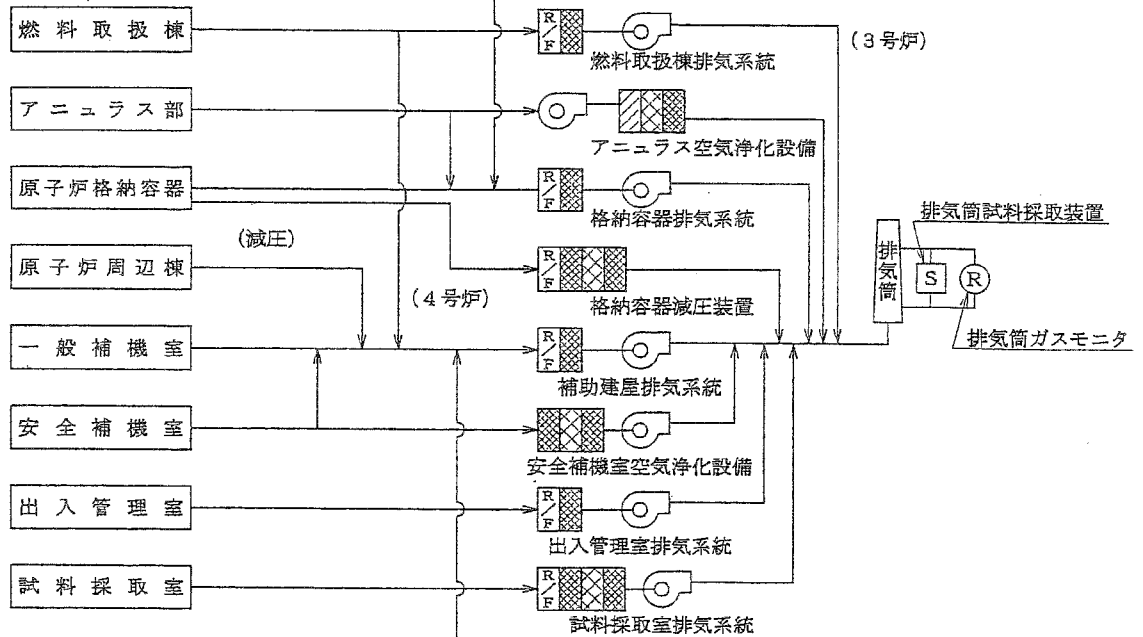 燃料取扱棟
R/F
燃料取扱棟排気系統
(3号炉)
アニュラス部
アニュラス空気浄化設備
原子炉格納容器
R/F
格納容器排気系統
(減圧)
原子炉周辺棟
R/F
格納容器減圧装置
(4号炉)
一般補機室
R/F
補助建屋排気系統
安全補機室
安全補機室空気浄化設備
出入管理室
R/F
出入管理室排気系統
試料採取室
R/F
試料採取室排気系統
排気筒
排気筒試料採取装置
S
R
排気筒ガスモニタ